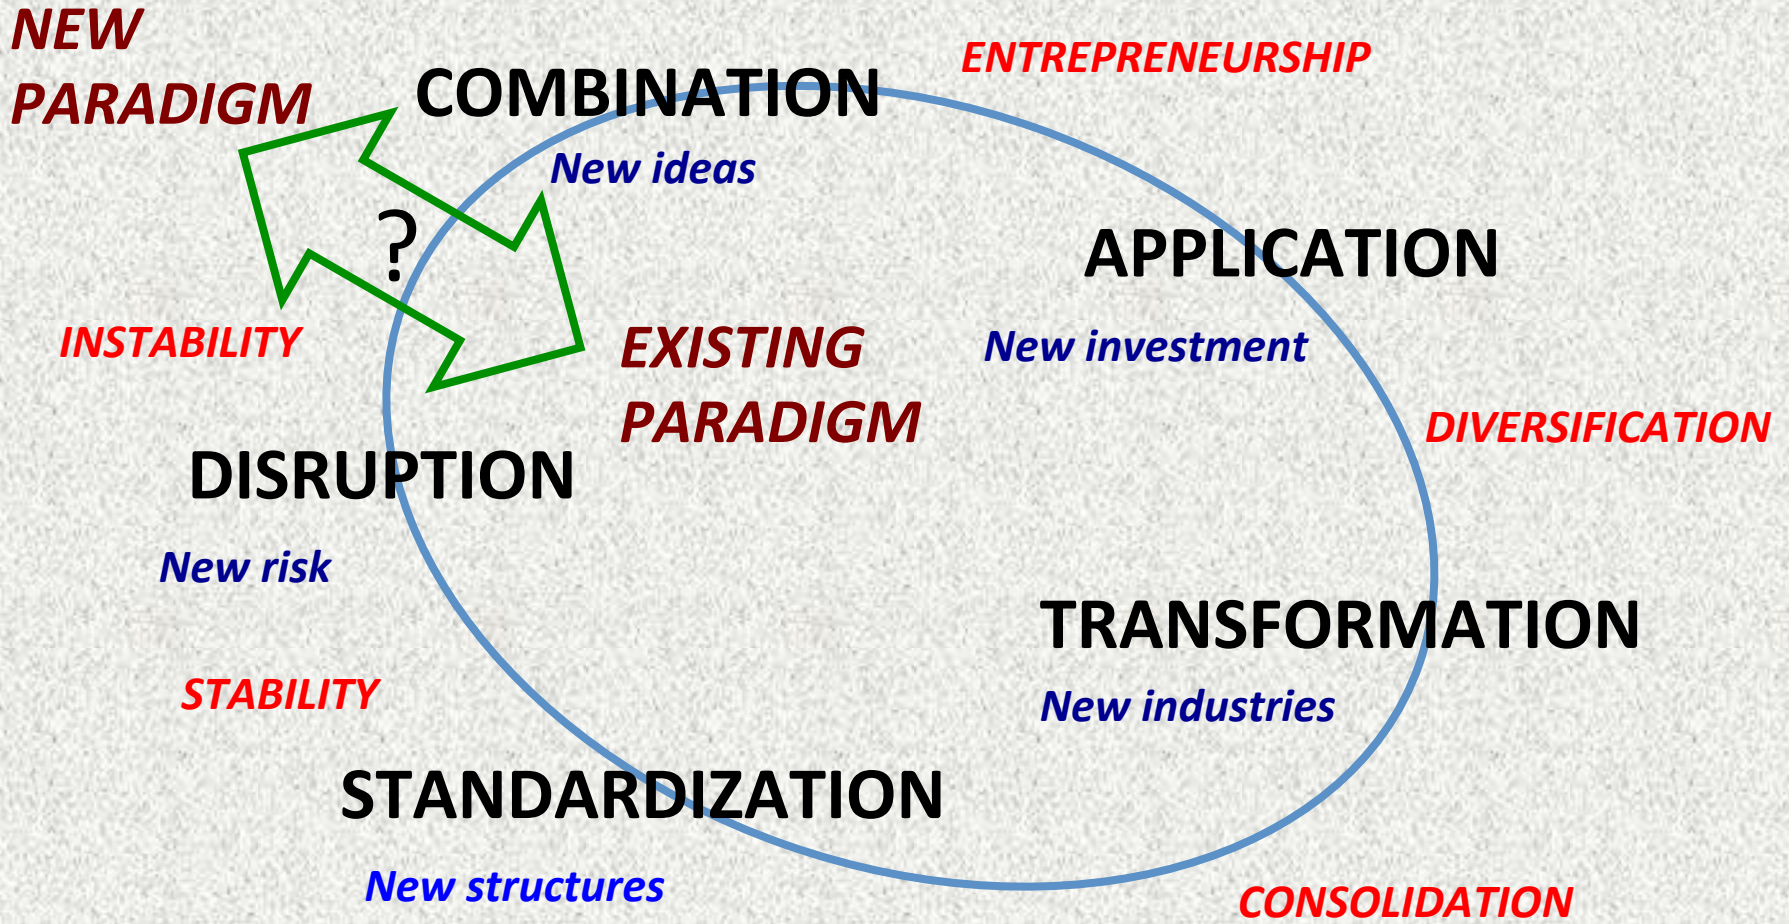 NEW
PARADIGM
COMBINATION
ENTREPRENEURSHIP
New ideas
?
APPLICATION
INSTABILITY
EXISTING
PARADIGM
New investment
DIVERSIFICATION
DISRUPTION
New risk
TRANSFORMATION
STABILITY
New industries
STANDARDIZATION
New structures
CONSOLIDATION